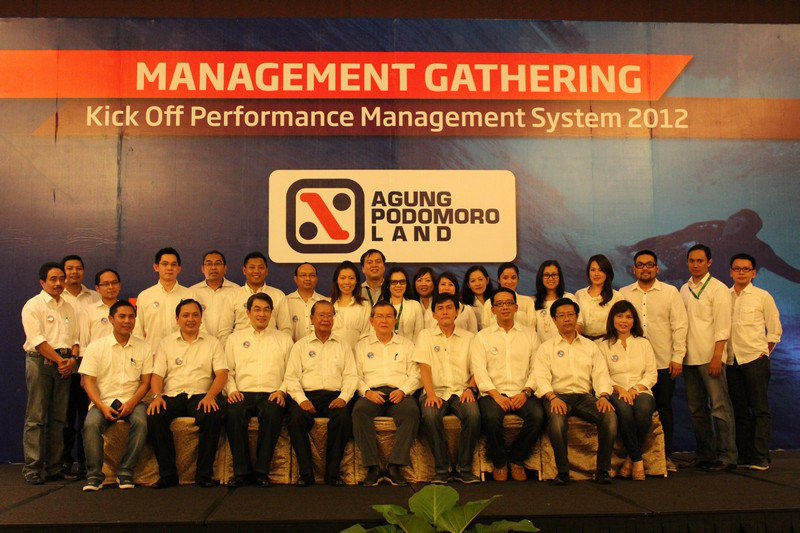 MANAGEMENT GATHERING
Kick Off Performance Management System 2012
AGUNG
PODOMORO
LAND